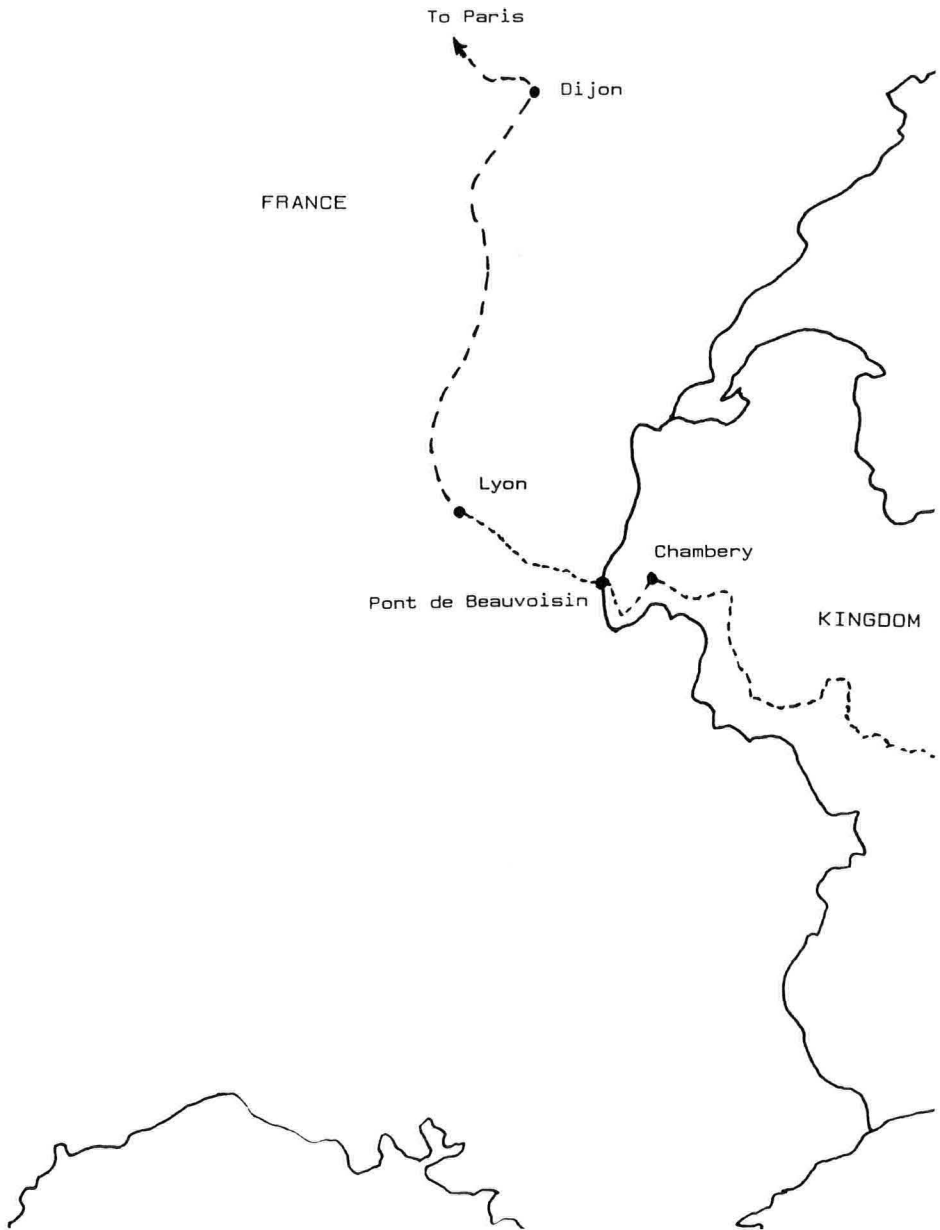 To Paris
Dijon
FRANCE
Lyon
Chambery
Pont de Beauvoisin
KINGDOM